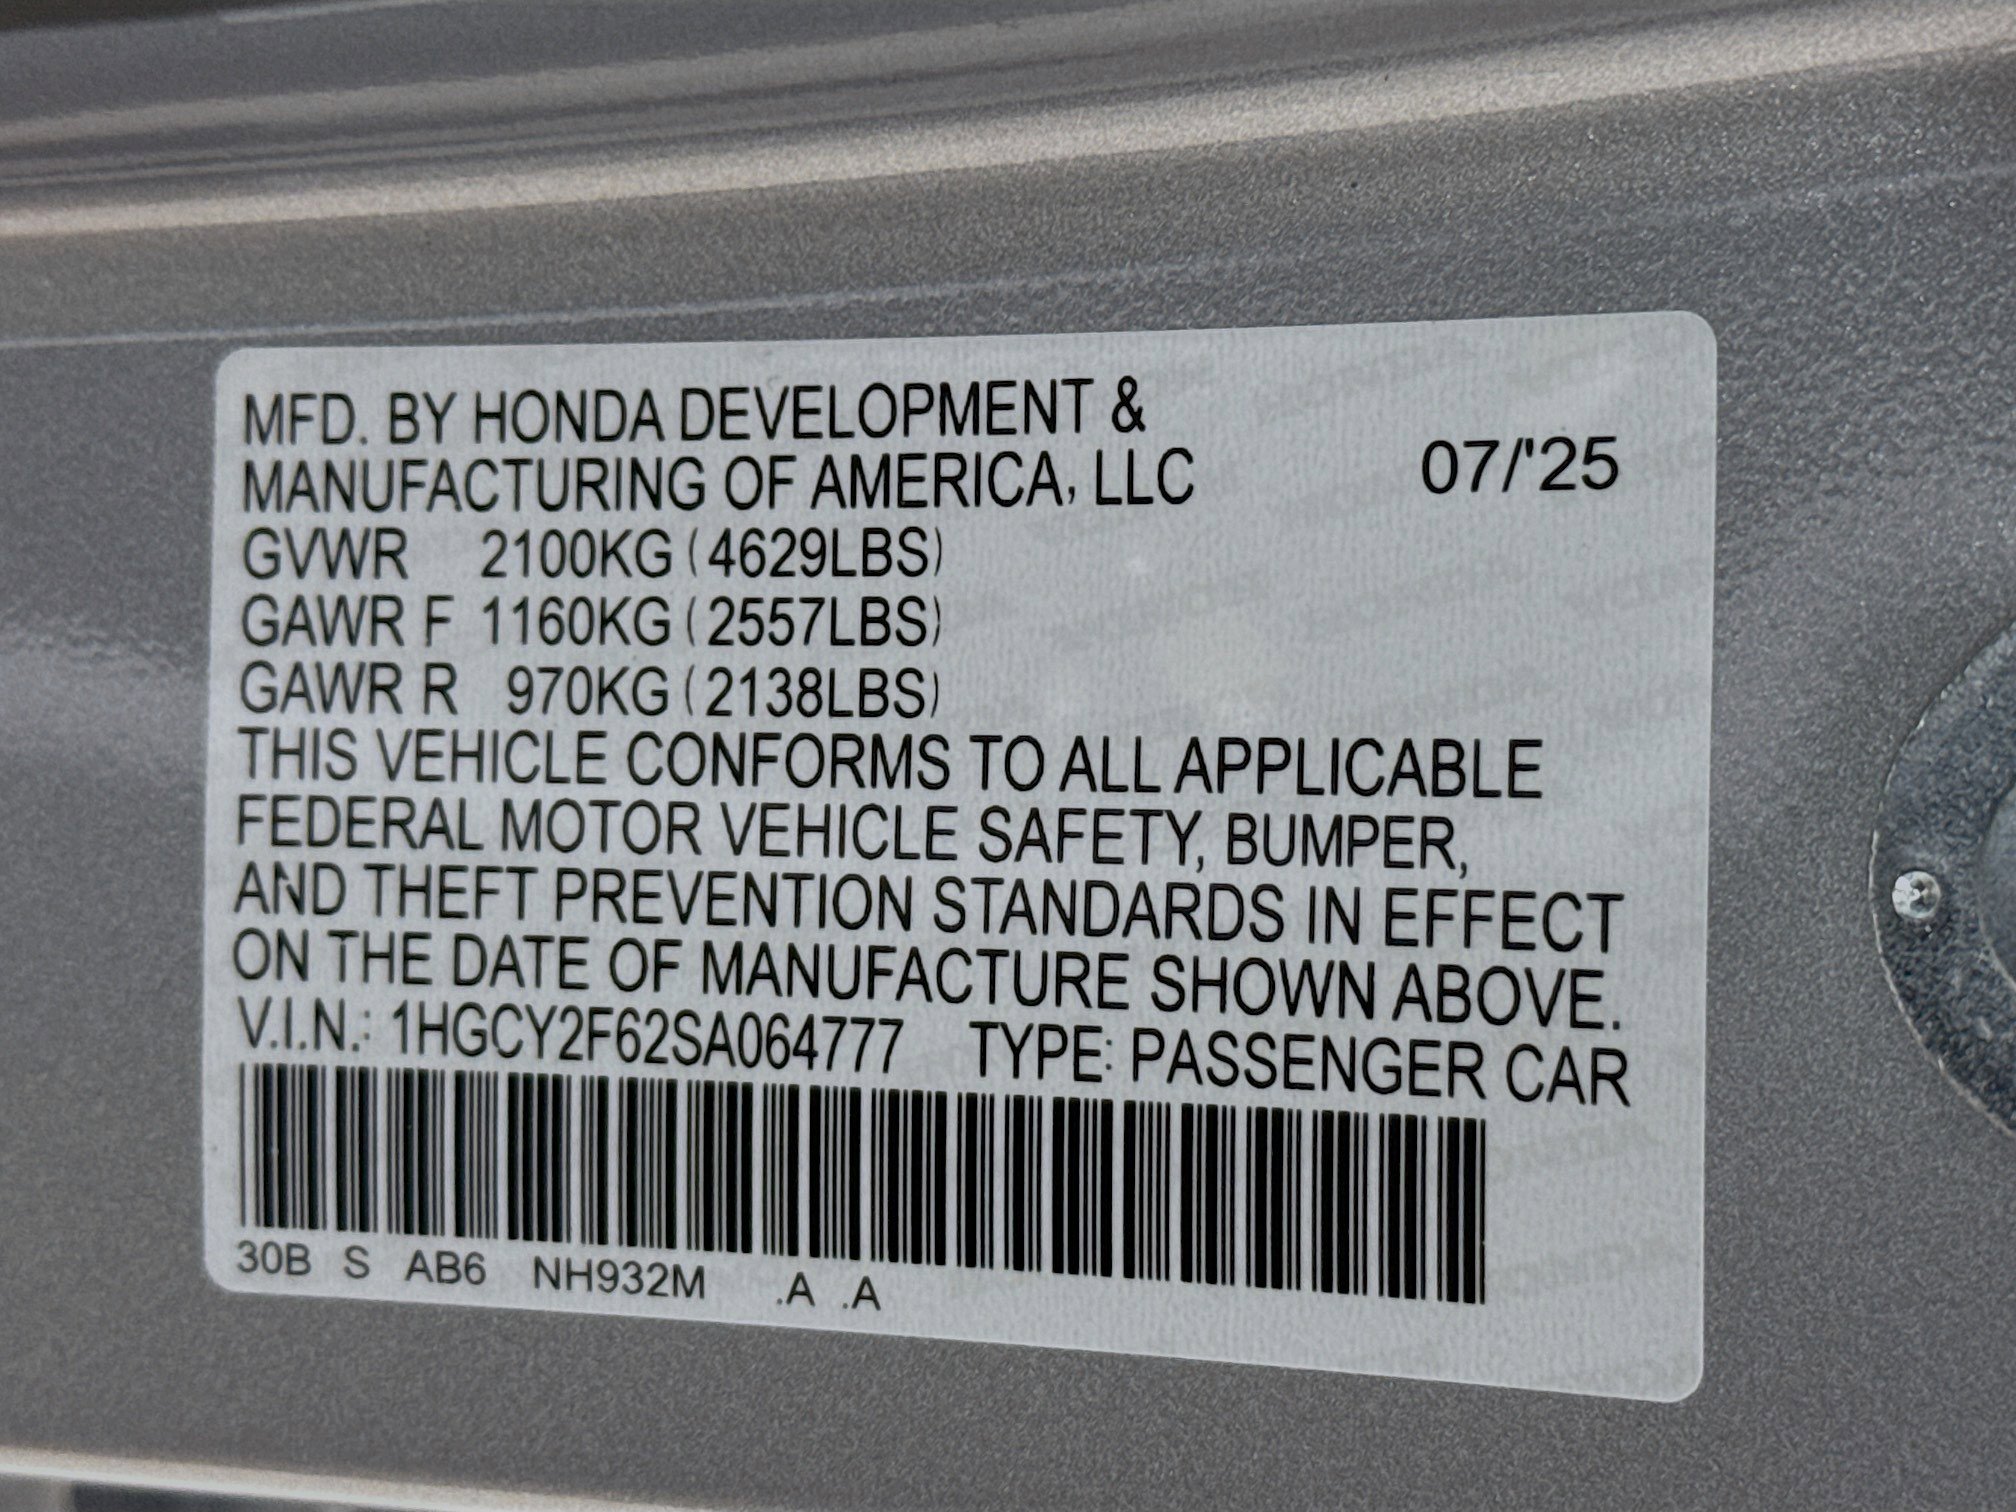 MFD. BY HONDA DEVELOPMENT &
MANUFACTURING OF AMERICA, LLC
07/'25
GVWR 2100KG (4629LBS)
GAWR F 1160KG (2557LBS)
GAWR R 970KG (2138LBS)
THIS VEHICLE CONFORMS TO ALL APPLICABLE
FEDERAL MOTOR VEHICLE SAFETY, BUMPER,
AND THEFT PREVENTION STANDARDS IN EFFECT
ON THE DATE OF MANUFACTURE SHOWN ABOVE.
V.I.N.: 1HGCY2F62SA064777 TYPE: PASSENGER CAR
30B S AB6 NH932M .A .A